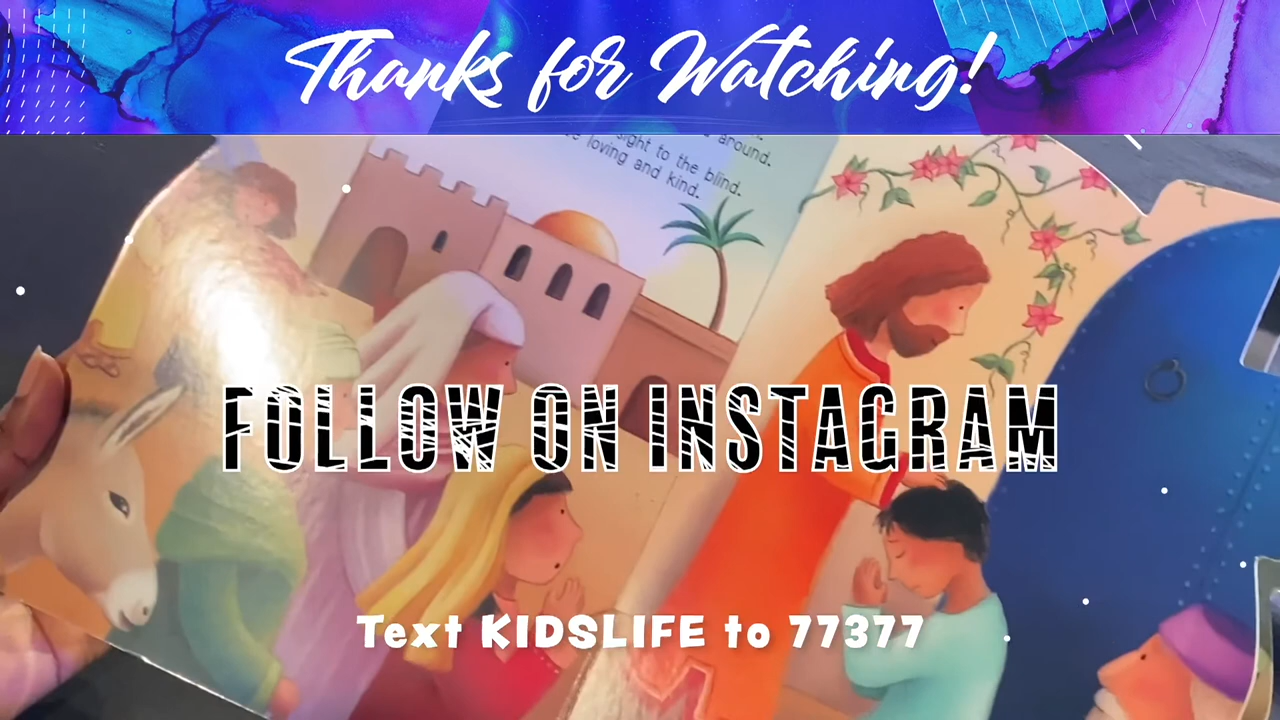 Thanks for Watching!
around.
sight to the blind.
loving and kind.
FOLLOW ON INSTAGRAM
Text KIDSLIFE to 77377